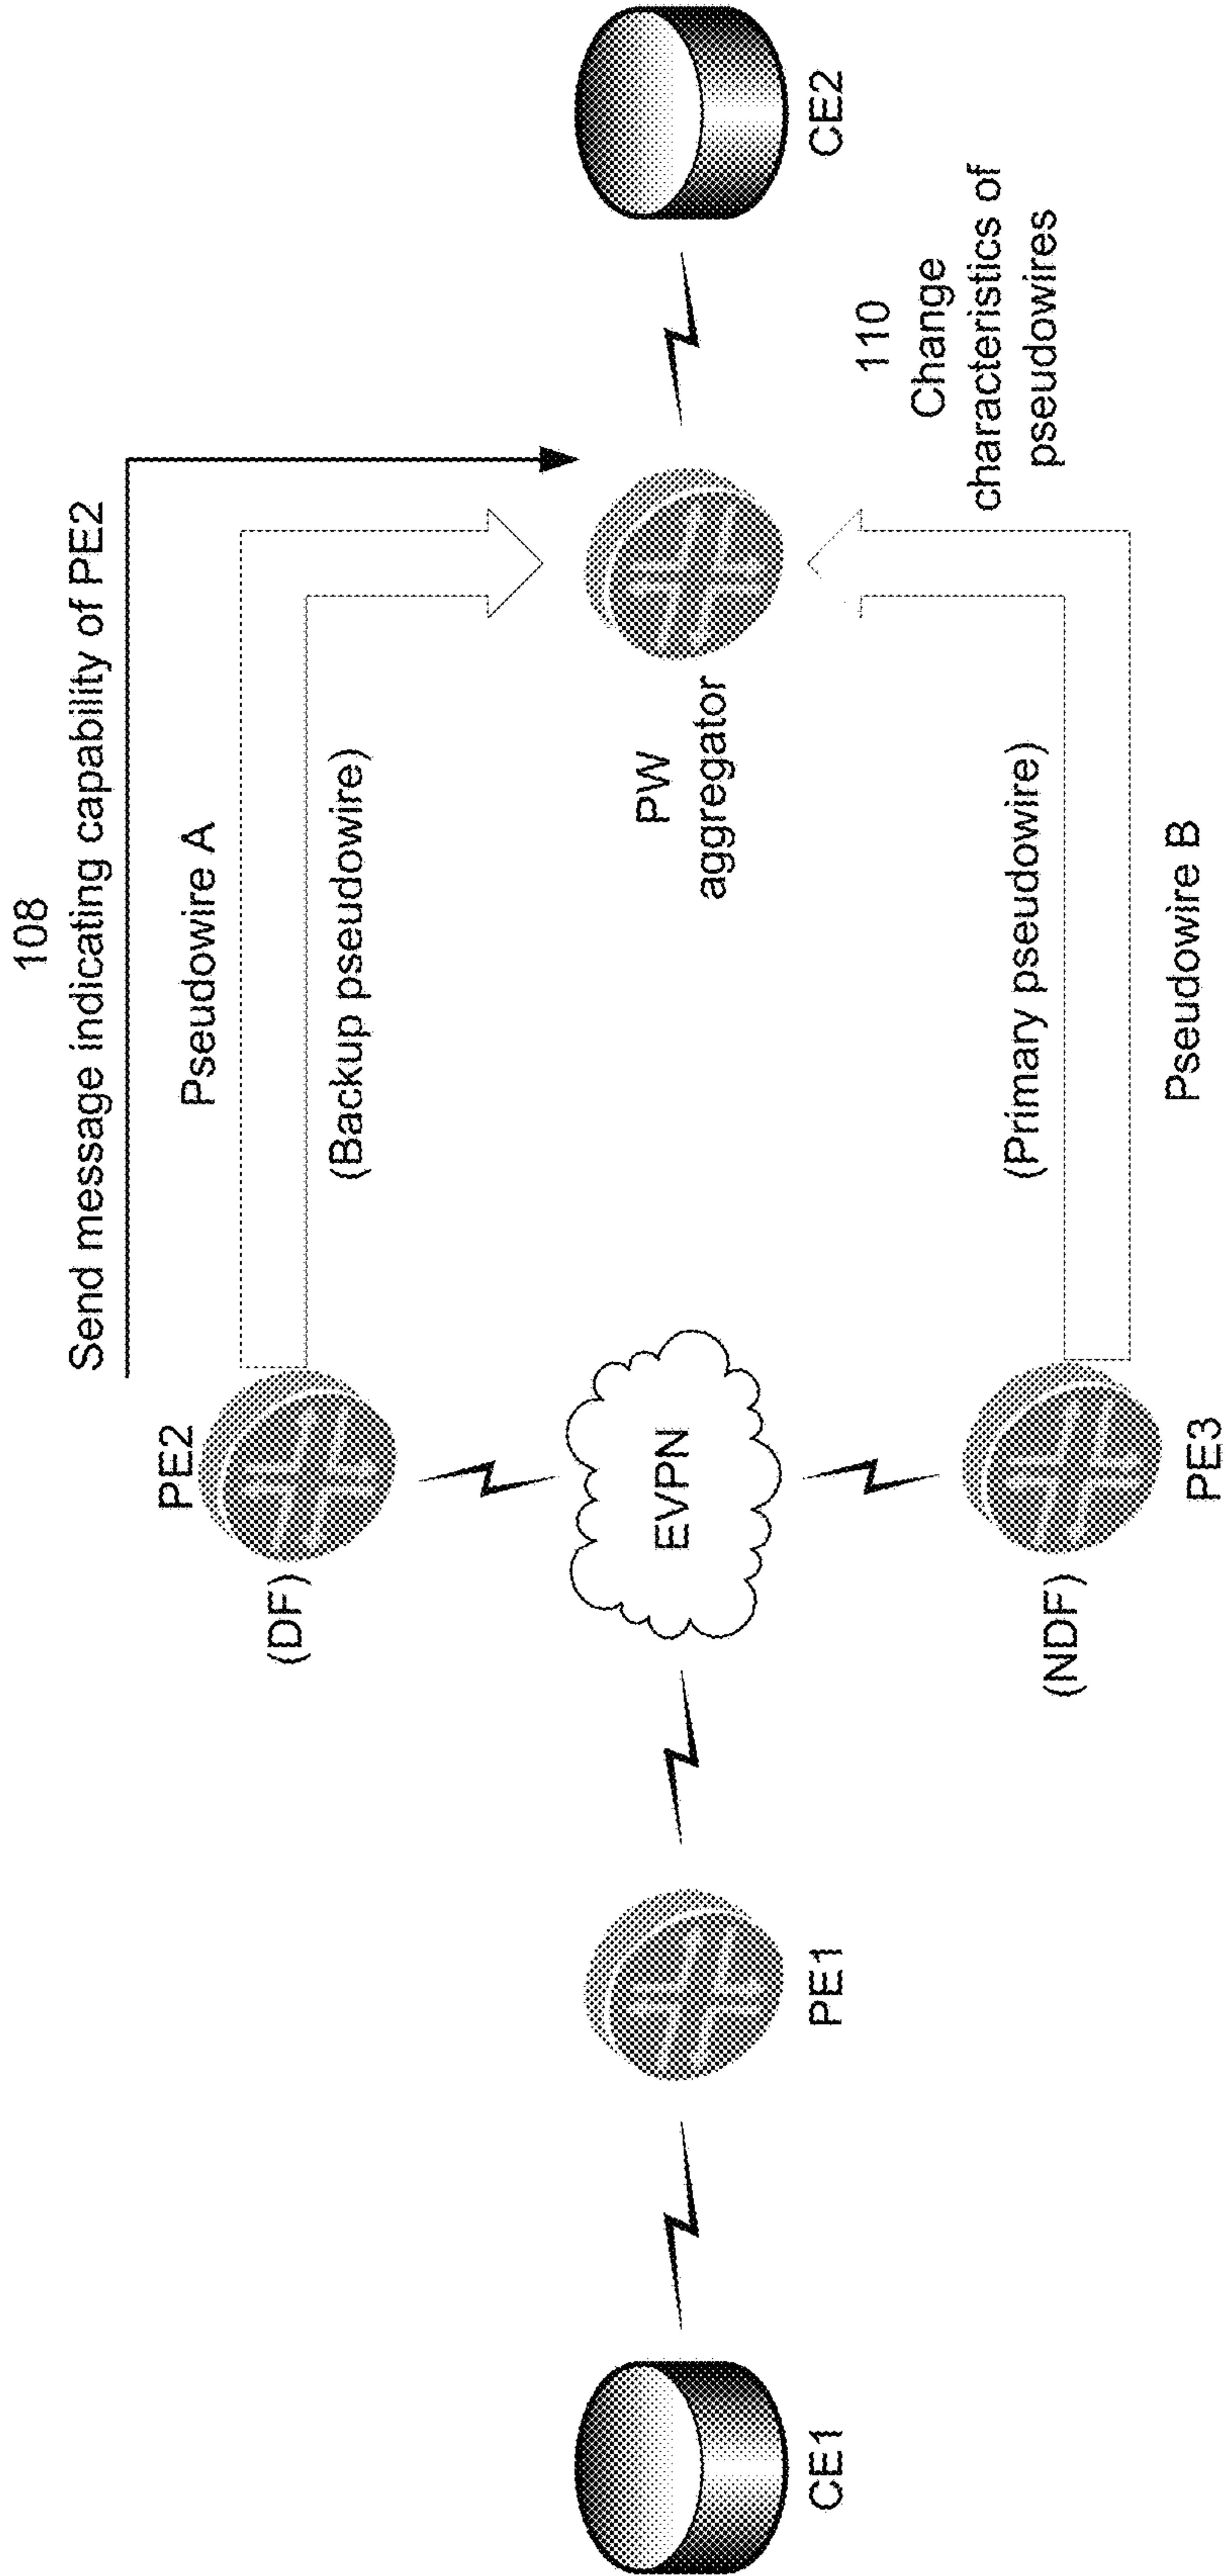 108
Send message indicating capability of PE2
Pseudowire A
(Backup pseudowire)
PE2
(DF)
CE1
PE1
EVPN
PW
aggregator
CE2
110
Change
characteristics of
pseudowires
(NDF)
PE3
(Primary pseudowire)
Pseudowire B